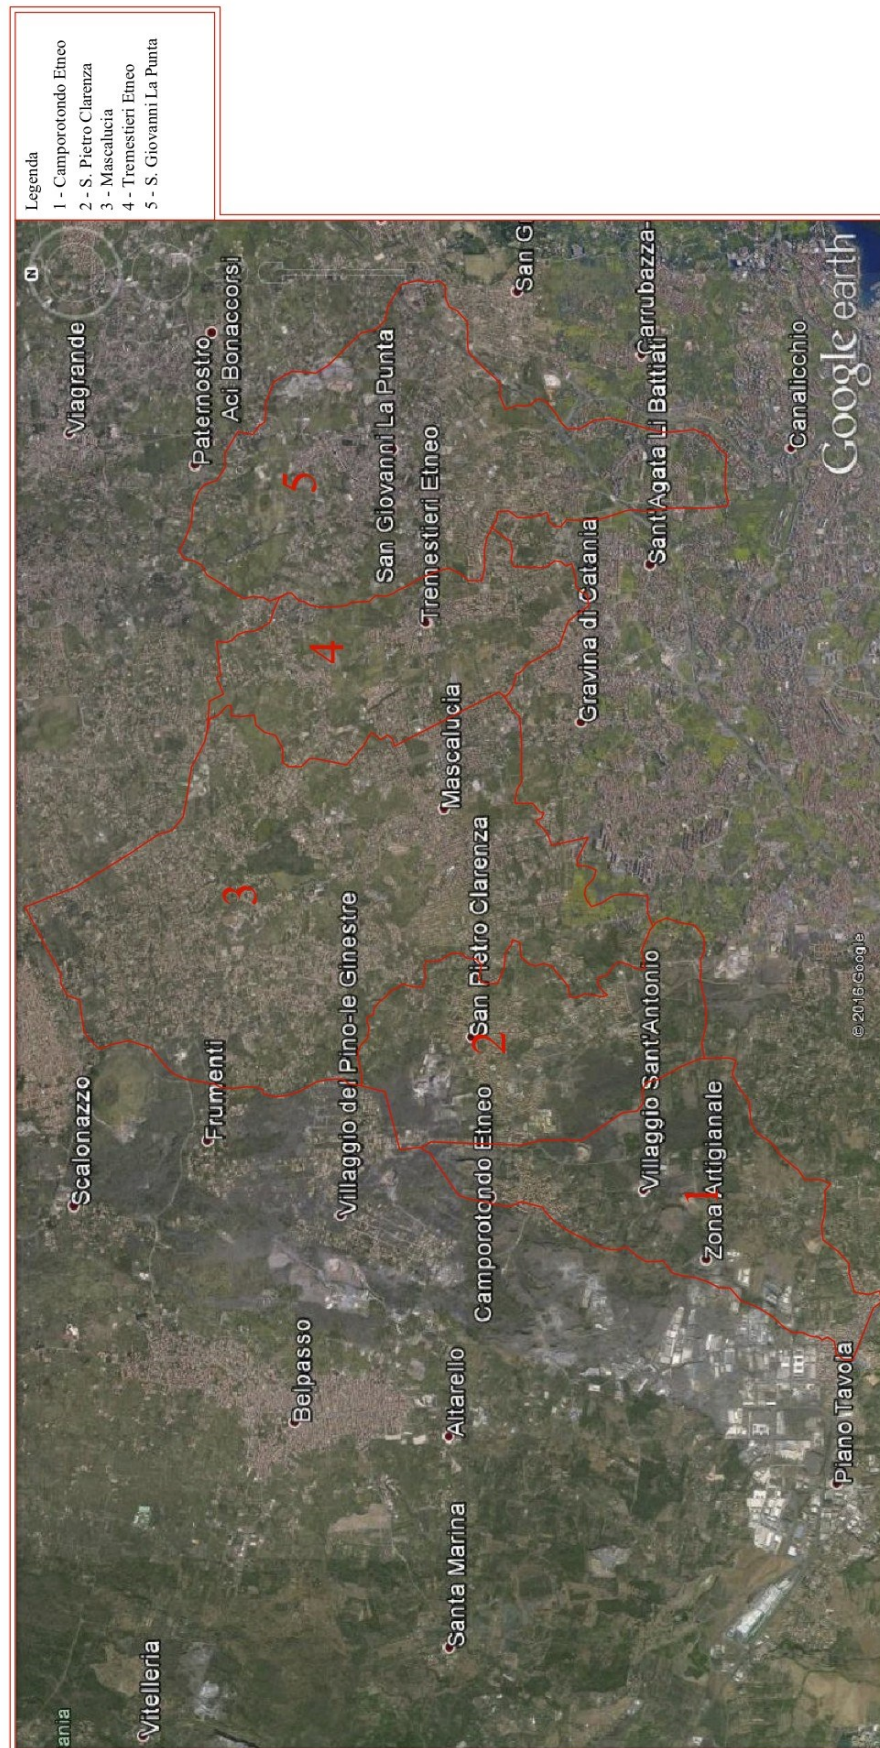 Legenda
1 - Camporotondo Etneo
2 - S. Pietro Clarenza
3 - Mascalucia
4 - Tremestieri Etneo
5 - S. Giovanni La Punta
N
ania
Vitelleria
Scalonazzo
Viagrande
Frumenti
Paternostro
Aci Bonaccorsi
3
5
4
Belpasso
Villaggio del Pino-le Ginestre
San Giovanni La Punta
Santa Marina
Altarello
Camporotondo Etneo
2
San Pietro Clarenza
Mascalucia
Tremestieri Etneo
San G
Villaggio Sant'Antonio
Gravina di Catania
Sant'Agata Li Battiati
Carrubazza-
1
Zona Artigianale
Piano Tavola
Canalicchio
© 2016 Google
Google earth